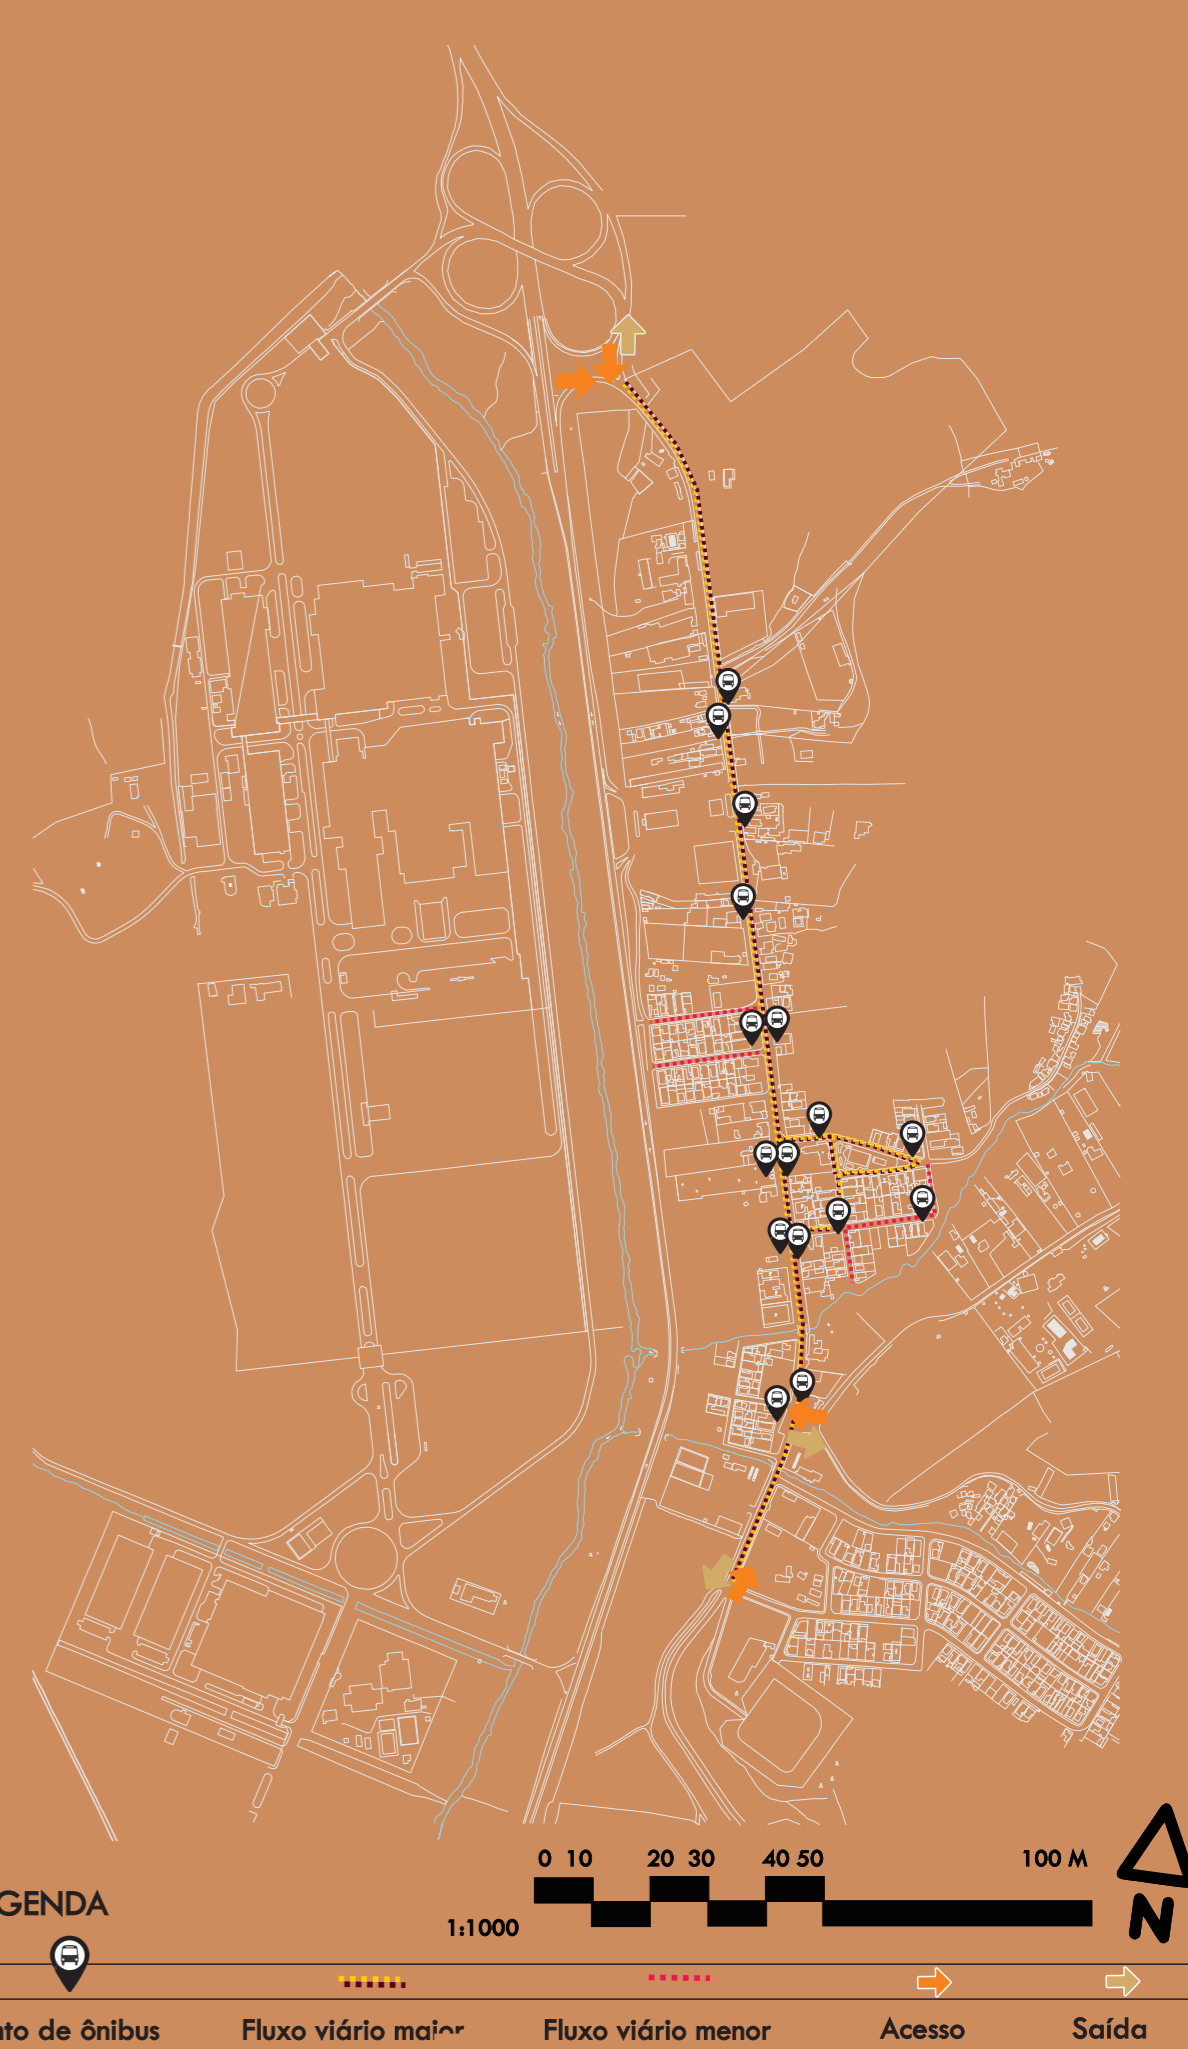 0 10 20 30 40 50 100 M
GENDA
1:1000
N
nto de ônibus Fluxo viário maior Fluxo viário menor Acesso Saída